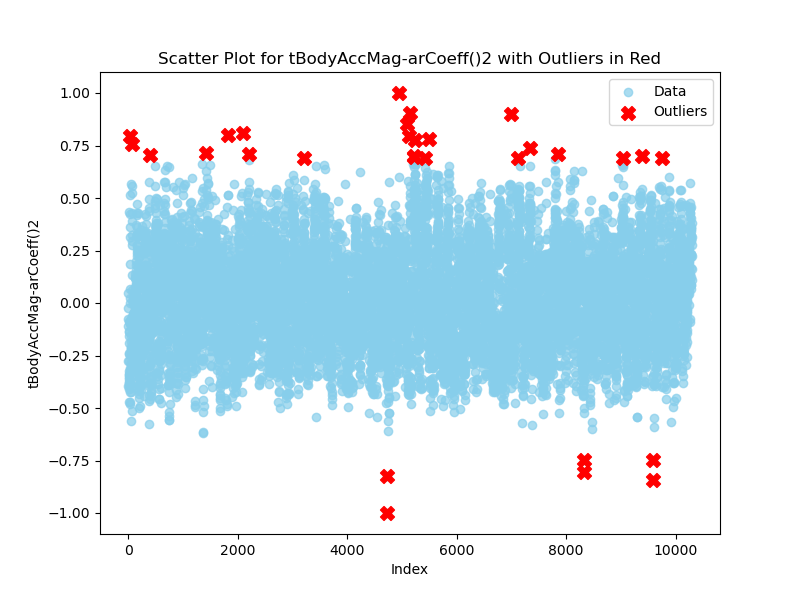 Scatter Plot for tBodyAccMag-arCoeff()2 with Outliers in Red
Data
Outliers
1.00
0.75
0.50
0.25
0.00
−0.25
−0.50
−0.75
−1.00
tBodyAccMag-arCoeff()2
0 2000 4000 6000 8000 10000
Index